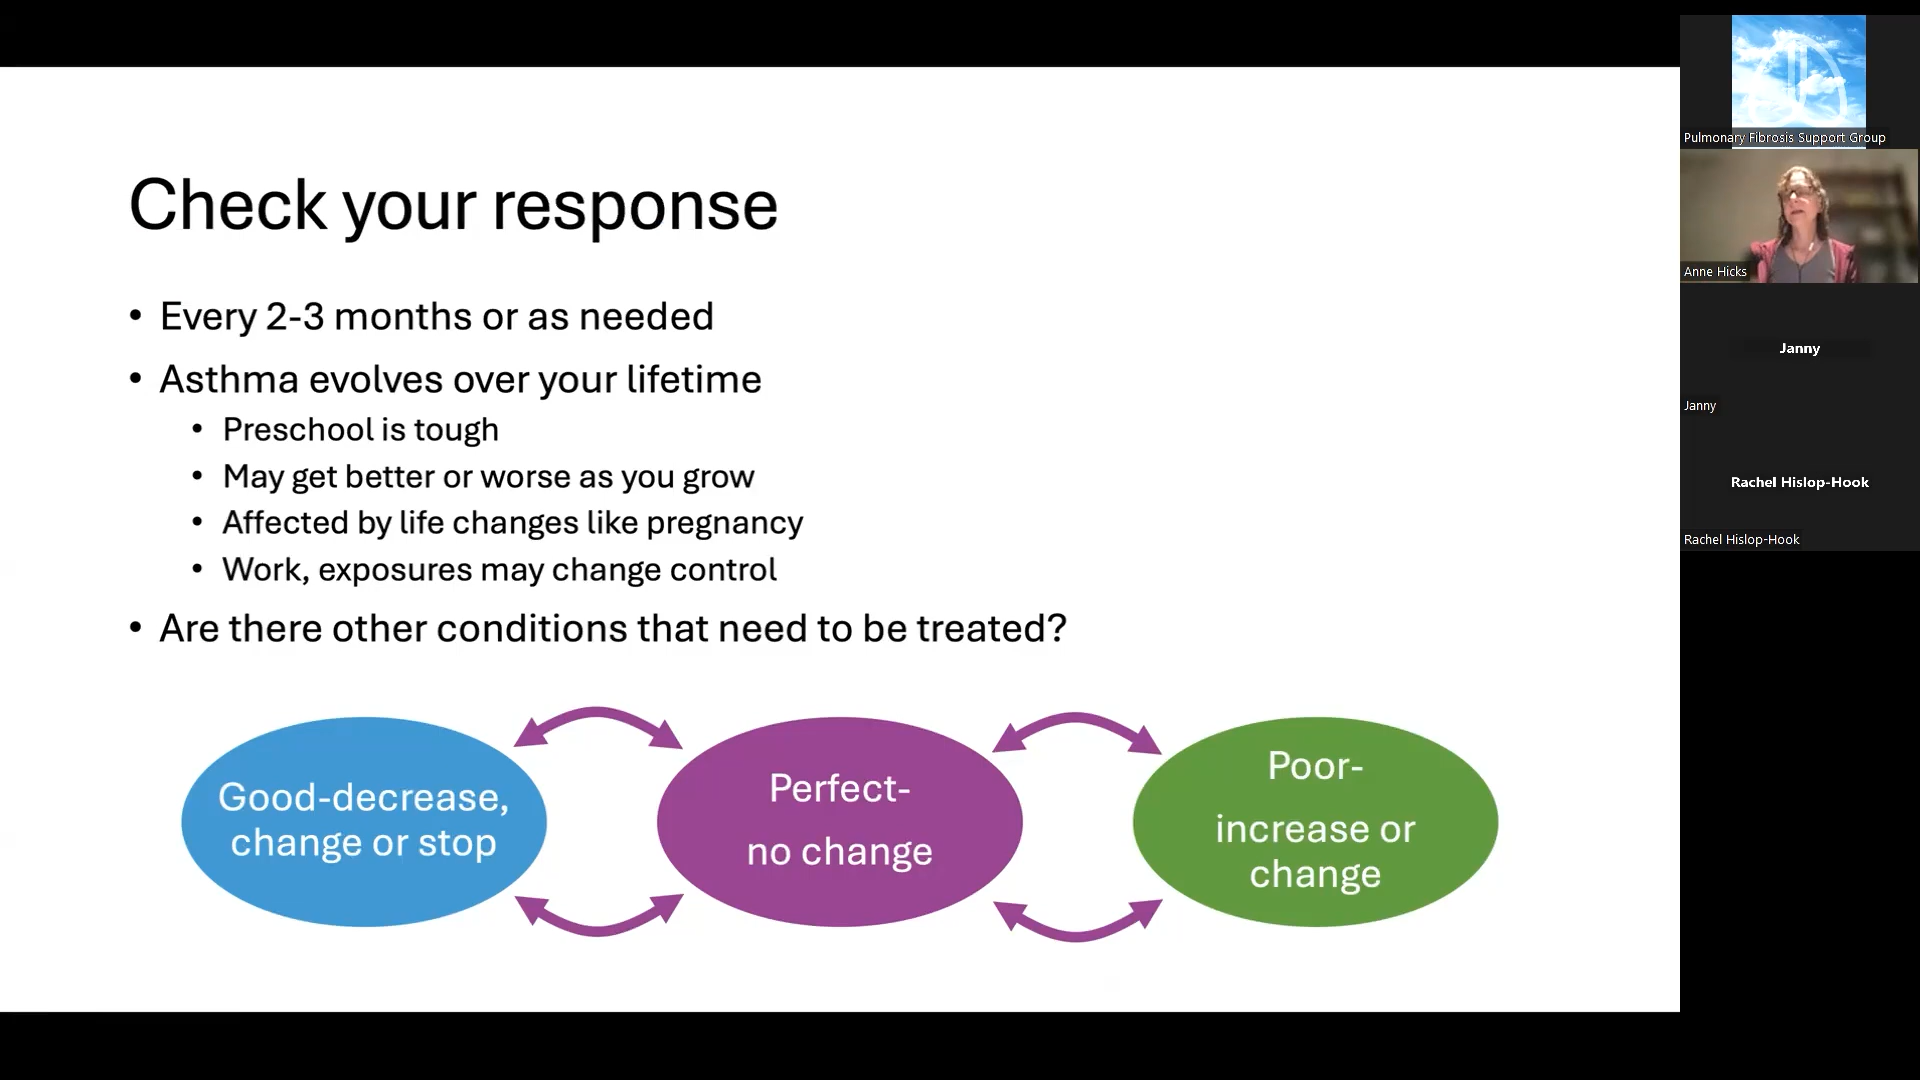 Check your response
• Every 2-3 months or as needed
• Asthma evolves over your lifetime
• Preschool is tough
• May get better or worse as you grow
• Affected by life changes like pregnancy
• Work, exposures may change control
• Are there other conditions that need to be treated?
Good-decrease,
change or stop
Perfect-
no change
Poor-
increase or
change
Pulmonary Fibrosis Support Group
Anne Hicks
Janny
Janny
Rachel Hislop-Hook
Rachel Hislop-Hook